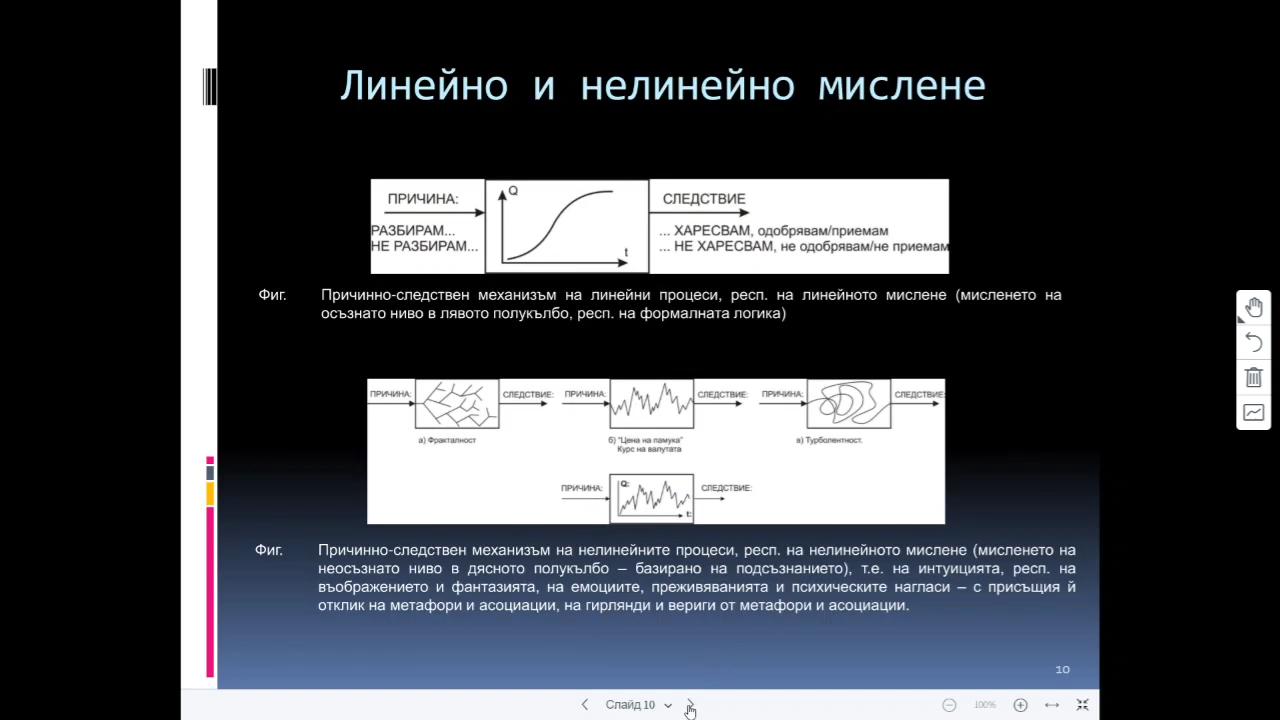 Линейно и нелинейно мислене
ПРИЧИНА:
РАЗБИРАМ...
НЕ РАЗБИРАМ...
Q
t
СЛЕДСТВИЕ
... ХАРЕСВАМ, одобрявам/приемам
... НЕ ХАРЕСВАМ, не одобрявам/не приемам
Фиг. Причинно-следствен механизъм на линейни процеси, респ. на линейното мислене (мисленето на
осъзнато ниво в лявото полукълбо, респ. на формалната логика)
ПРИЧИНА: СЛЕДСТВИЕ: ПРИЧИНА: СЛЕДСТВИЕ: ПРИЧИНА: СЛЕДСТВИЕ:
а) Фракталност
б) "Цена на памука"
Курс на валутата
в) Турболентност.
ПРИЧИНА: Q: t: СЛЕДСТВИЕ:
Фиг. Причинно-следствен механизъм на нелинейните процеси, респ. на нелинейното мислене (мисленето на
неосъзнато ниво в дясното полукълбо – базирано на подсъзнанието), т.е. на интуицията, респ. на
въображението и фантазията, на емоциите, преживяванията и психическите нагласи – с присъщия ѝ
отклик на метафори и асоциации, на гирлянди и вериги от метафори и асоциации.
10
Слайд 10
100%